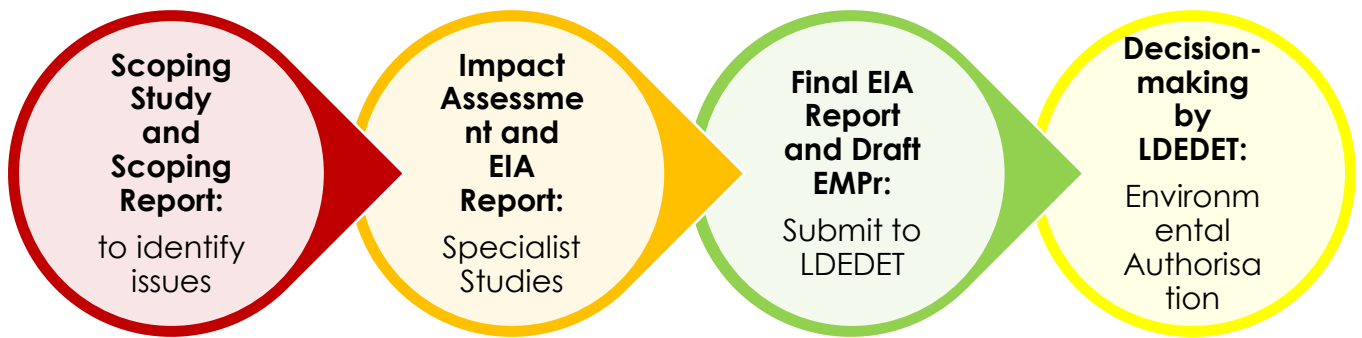 Scoping
Study
and
Scoping
Report:
to identify
issues
Impact
Assessme
nt and
EIA
Report:
Specialist
Studies
Final EIA
Report
and Draft
EMPr:
Submit to
LDEDET
Decision-
making
by
LDEDET:
Environm
ental
Authorisa
tion